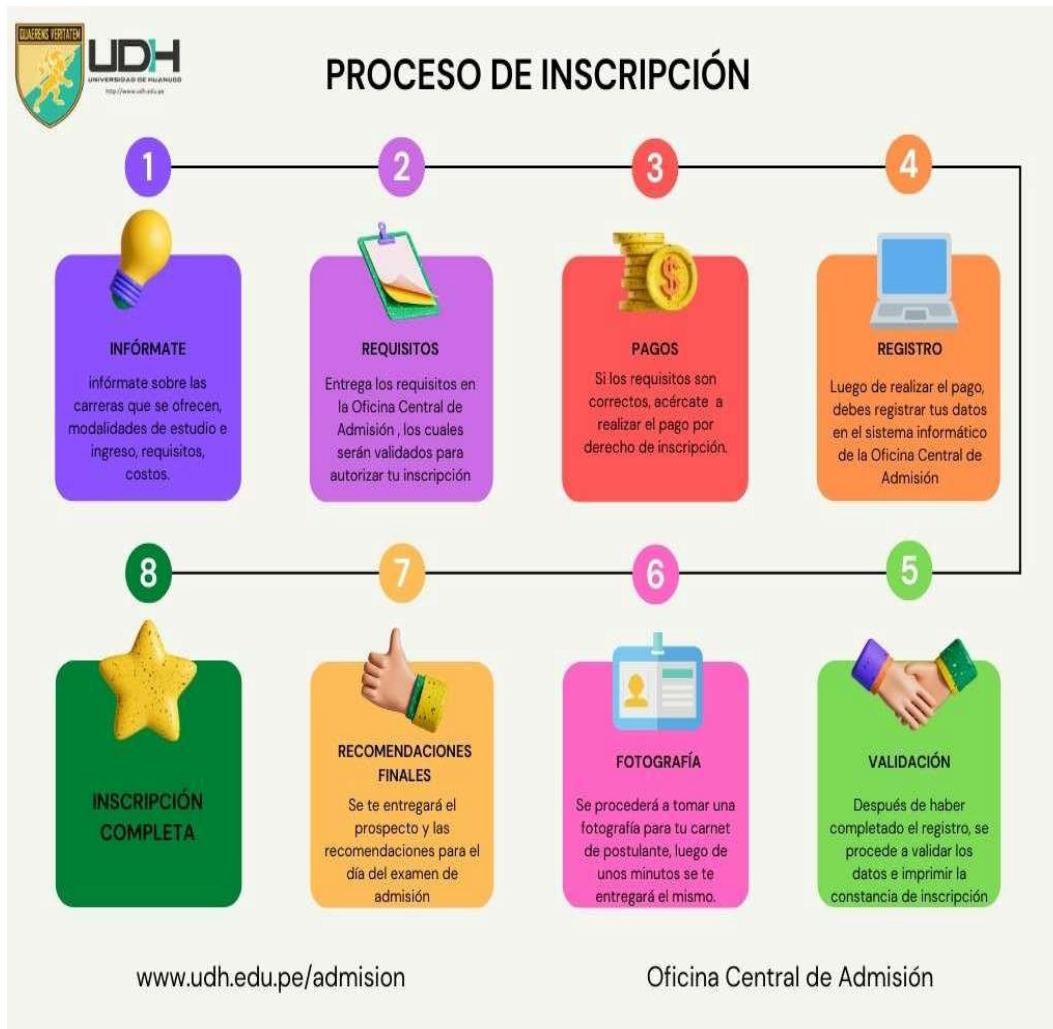 QUAERENS VERITATEM
UDH
UNIVERSIDAD DE HUANUCO
http://www.udh.edu.pe
PROCESO DE INSCRIPCIÓN
1
2
3
4
INFÓRMATE
infórmate sobre las
carreras que se ofrecen,
modalidades de estudio e
ingreso, requisitos,
costos.
REQUISITOS
Entrega los requisitos en
la Oficina Central de
Admisión , los cuales
serán validados para
autorizar tu inscripción
PAGOS
Si los requisitos son
correctos, acércate a
realizar el pago por
derecho de inscripción.
REGISTRO
Luego de realizar el pago,
debes registrar tus datos
en el sistema informático
de la Oficina Central de
Admisión
5
VALIDACIÓN
Después de haber
completado el registro, se
procede a validar los
datos e imprimir la
constancia de inscripción
6
FOTOGRAFÍA
Se procederá a tomar una
fotografía para tu carnet
de postulante, luego de
unos minutos se te
entregará el mismo.
7
RECOMENDACIONES
FINALES
Se te entregará el
prospecto y las
recomendaciones para el
día del examen de
admisión
8
INSCRIPCIÓN
COMPLETA
www.udh.edu.pe/admision
Oficina Central de Admisión